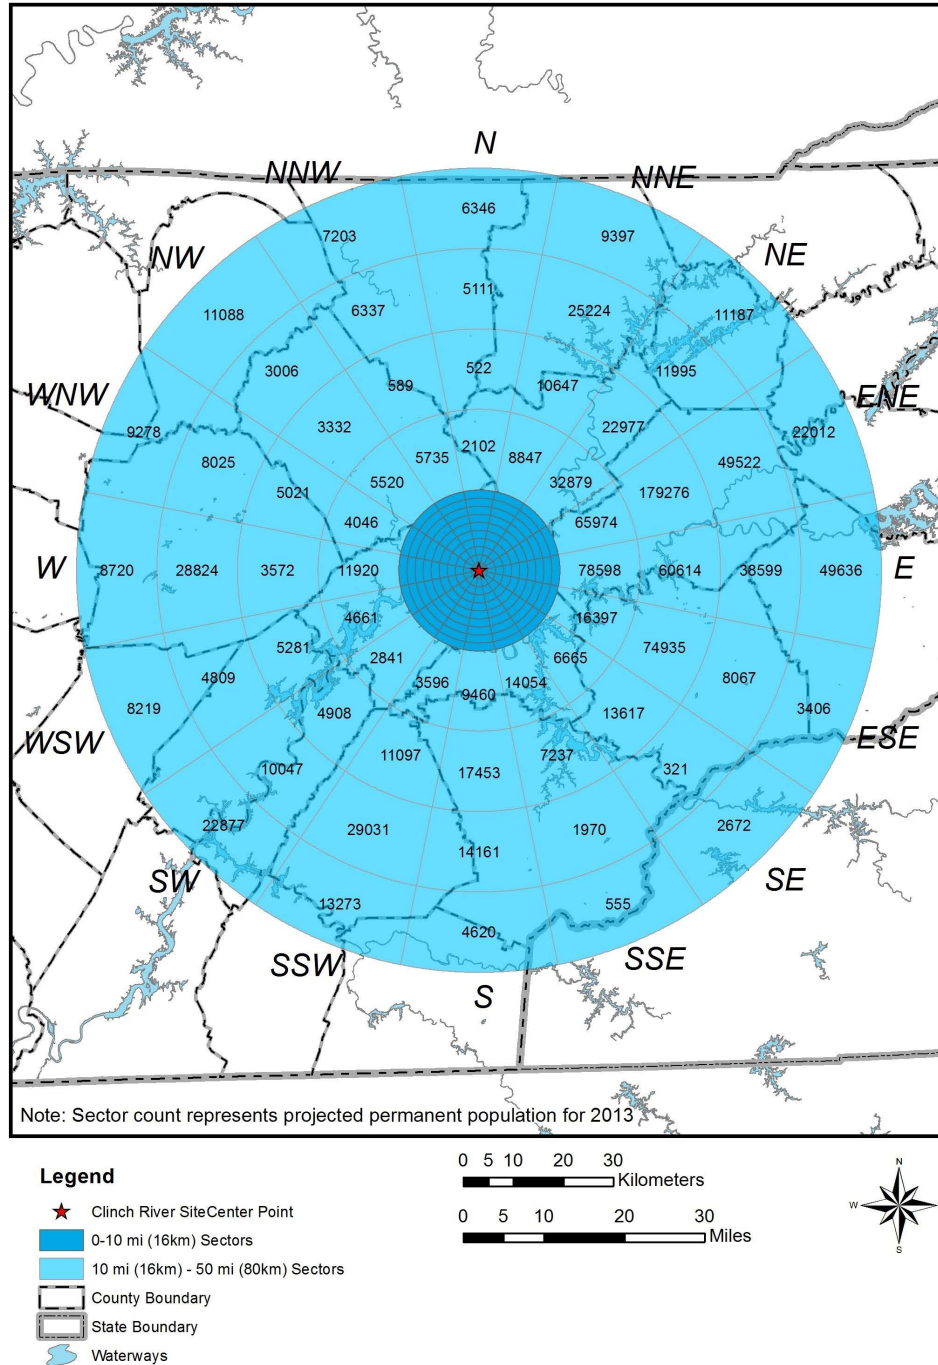 N
NNW
NNE
6346
7203
9397
NW
NE
5111
6337
25224
11088
11187
3006
522
11995
589
10647
WNW
ENE
3332
22977
9278
22012
2102
5735
8847
8025
49522
5520
32879
5021
179276
4046
65974
W
8720
28824
3572
11920
78598
60614
38599
49636
E
4661
16397
5281
74935
2841
6665
4809
8067
3596
14054
9460
8219
4908
13617
3406
WSW
ESE
11097
7237
10047
17453
321
22877
29031
1970
2672
14161
SW
SE
13273
555
4620
SSW
SSE
S
Note: Sector count represents projected permanent population for 2013
Legend
Clinch River SiteCenter Point
0-10 mi (16km) Sectors
10 mi (16km) - 50 mi (80km) Sectors
County Boundary
State Boundary
Waterways
0 5 10 20 30
Kilometers
0 5 10 20 30
Miles
N
W
E
S